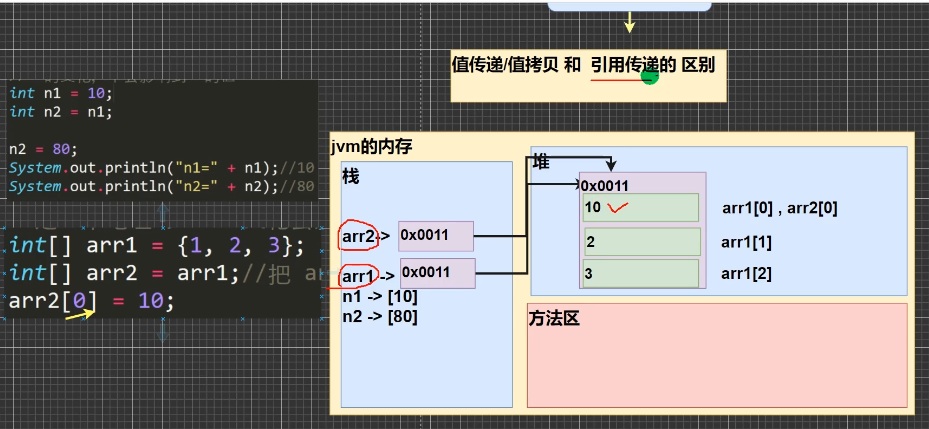 值传递/值拷贝 和 引用传递的 区别
int n1 = 10;
int n2 = n1;
n2 = 80;
System.out.println("n1=" + n1);//10
System.out.println("n2=" + n2);//80
int[] arr1 = {1, 2, 3};
int[] arr2 = arr1;//把
arr2[0] = 10;
jvm的内存
栈
arr2-> 0x0011
arr1 -> 0x0011
n1 -> [10]
n2 -> [80]
堆
0x0011
10 arr1[0] , arr2[0]
2 arr1[1]
3 arr1[2]
方法区